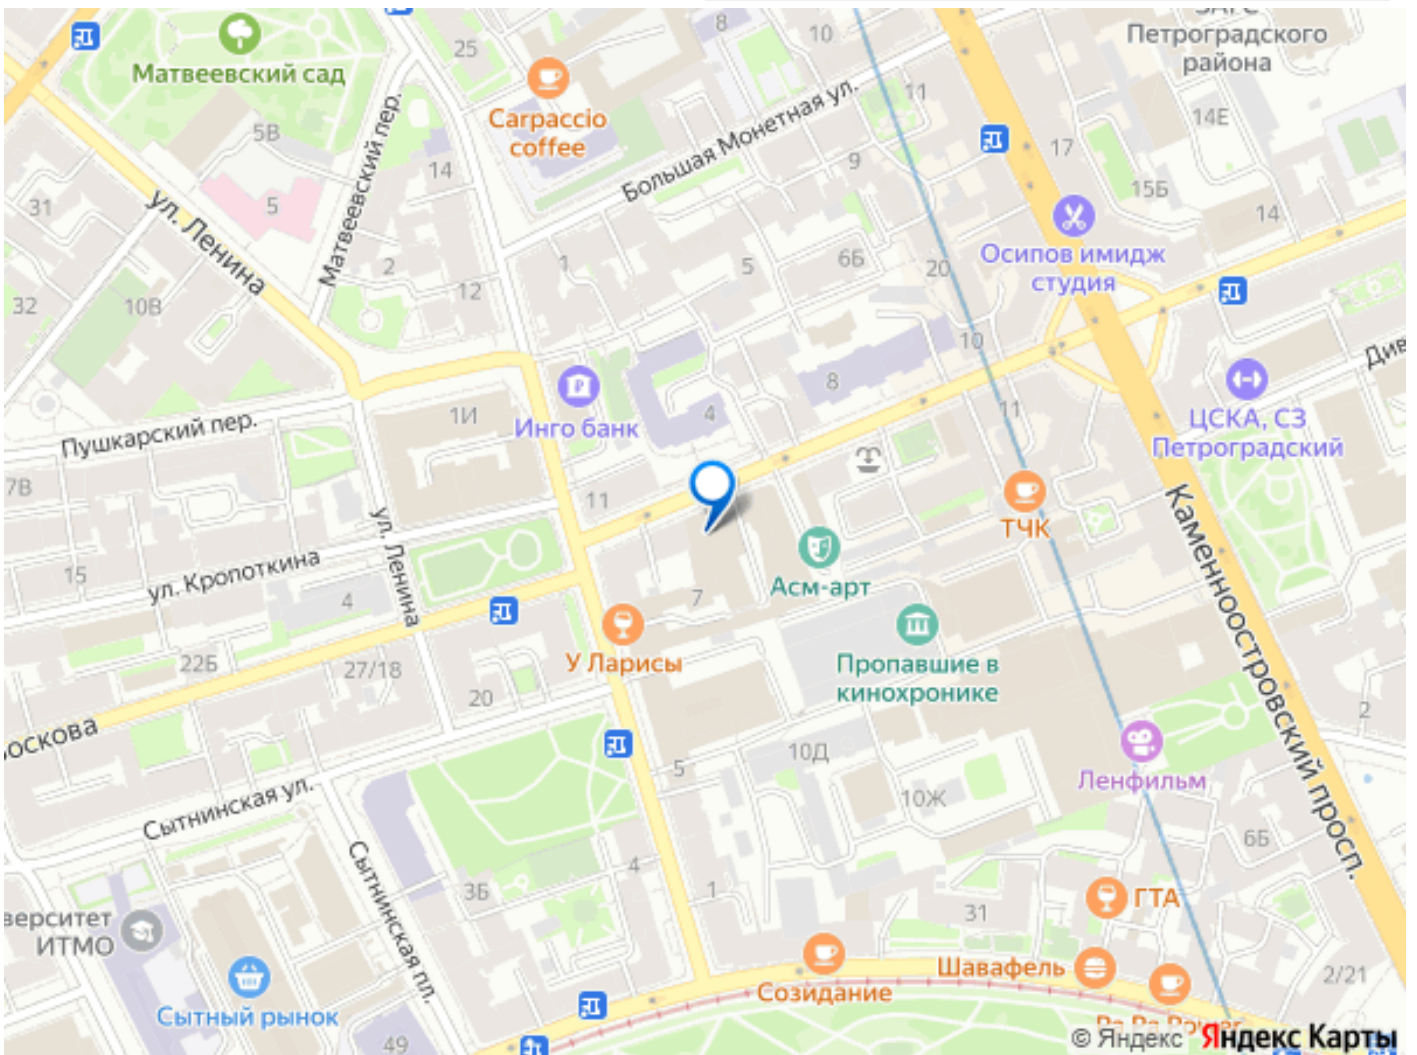 Петроградского
района
8
10
25
Матвеевский сад
Carpaccio
coffee
Большая Монетная ул.
11
14Е
5В
Матвеевский пер.
14
9
17
15Б
31
5
ул. Ленина
14
Осипов имидж
студия
2
1
5
6Б
20
12
32
10В
10
Див
8
1И
Инго банк
4
11
ЦСКА, СЗ
Петроградский
Пушкарский пер.
7В
11
ТЧК
Каменноостровский просп.
ул. Ленина
ул. Кропоткина
15
4
Асм-арт
7
22Б
27/18
У Ларисы
Пропавшие в
кинохронике
20
2
оскова
5
10Д
Ленфильм
Сытнинская ул.
10Ж
6Б
Сытнинская пл.
4
3Б
1
31
ГТА
верситет
ИТМО
Шавафель
2/21
Созидание
Сытный рынок
49
© Яндекс Яндекс Карты